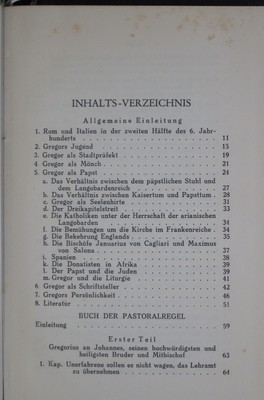 INHALTS-VERZEICHNIS
Allgemeine Einleitung
1. Rom und Italien in der zweiten Hälfte des 6. Jahr-
hunderts . . . . . . . . . . . . . 11
2. Gregors Jugend . . . . . . . . . . . 15
3. Gregor als Stadtpräfekt . . . . . . . . . 19
4. Gregor als Mönch . . . . . . . . . . 21
5. Gregor als Papst . . . . . . . . . . . 24
a. Das Verhältnis zwischen dem päpstlichen Stuhl und
dem Langobardenreich . . . . . . . . . 27
b. Das Verhältnis zwischen Kaisertum und Papsttum . 28
c. Gregor als Seelenhirte . . . . . . . . . 31
d. Der Dreikapitelstreit . . . . . . . . . 33
e. Die Katholiken unter der Herrschaft der arianischen
Langobarden . . . . . . . . . . . 34
f. Die Bemühungen um die Kirche im Frankenreiche . 34
g. Die Bekehrung Englands . . . . . . . . 35
h. Die Bischöfe Januarius von Cagliari und Maximus
von Salona . . . . . . . . . . . 37
i. Spanien . . . . . . . . . . . . 38
k. Die Donatisten in Afrika . . . . . . . . 39
l. Der Papst und die Juden . . . . . . . . 39
m. Gregor und die Liturgie . . . . . . . . 41
6. Gregor als Schriftsteller . . . . . . . . . 42
7. Gregors Persönlichkeit . . . . . . . . . 46
8. Literatur . . . . . . . . . . . . . 51
BUCH DER PASTORALREGEL
Einleitung . . . . . . . . . . . . . 59
Erster Teil
Gregorius an Johannes, seinen hochwürdigsten und
heiligsten Bruder und Mitbischof . . . . . 63
1. Kap. Unerfahrene sollen es nicht wagen, das Lehramt
zu übernehmen . . . . . . . . . . . 64